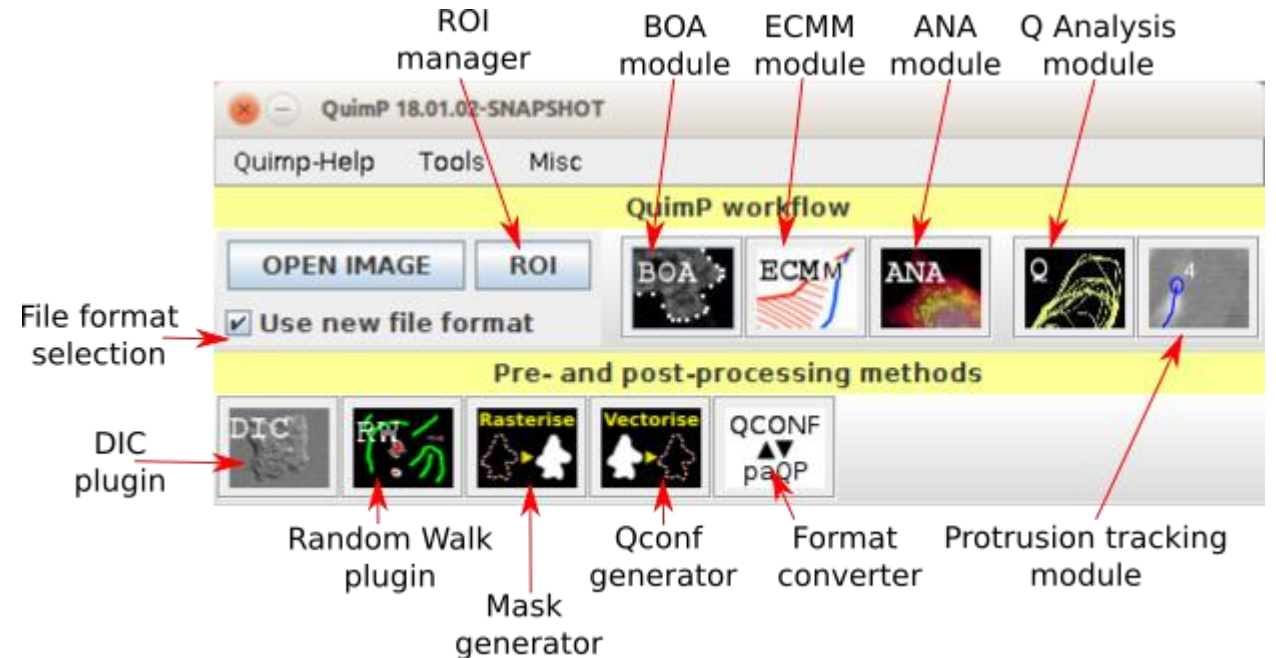 ROI
manager
BOA
module
ECMM
module
ANA
module
Q Analysis
module
QuimP 18.01.02-SNAPSHOT
Quimp-Help Tools Misc
QuimP workflow
OPEN IMAGE ROI
BOA ECMM ANA Q 4
File format
selection
Use new file format
Pre- and post-processing methods
DIC RW Rasterise Vectorise QCONF
paQP
DIC
plugin
Random Walk
plugin
Mask
generator
Qconf
generator
Format
converter
Protrusion tracking
module